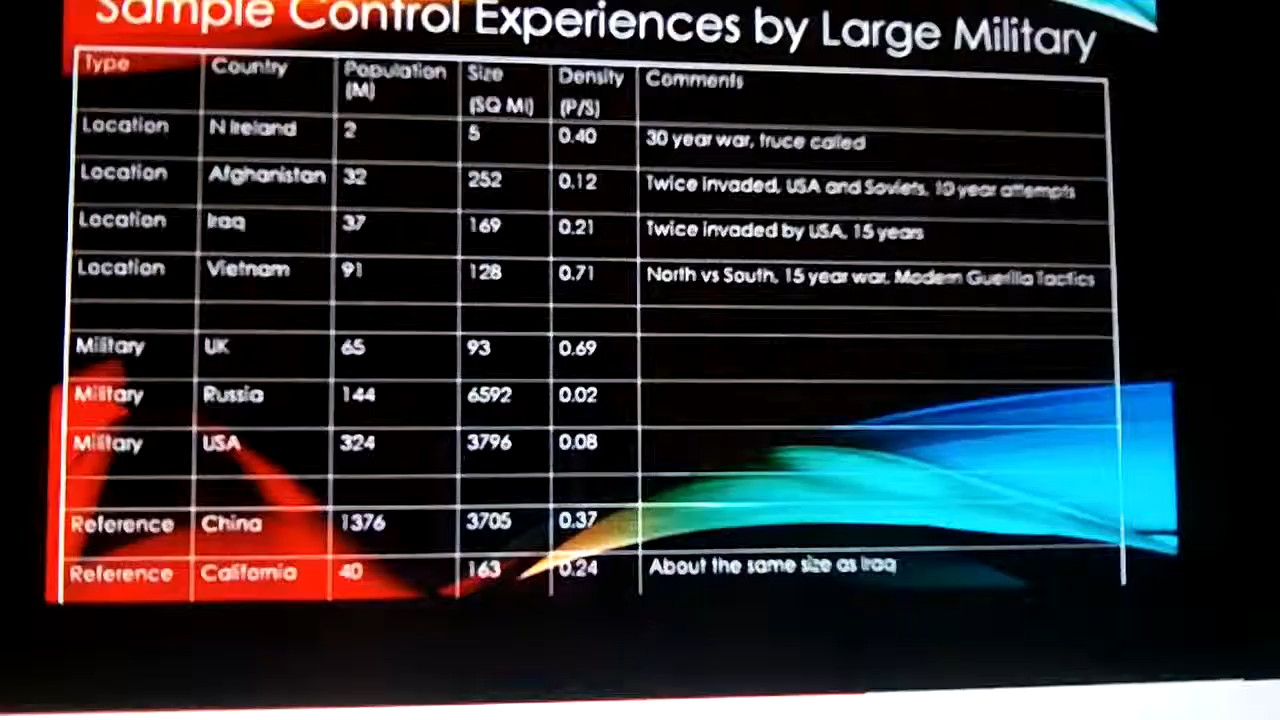 Sample Control Experiences by Large Military
Type Country Population (M) Size (SQ MI) Density (P/S) Comments
Location N Ireland 2 5 0.40 30 year war, truce called
Location Afghanistan 32 252 0.12 Twice invaded, USA and Soviets, 10 year attempts
Location Iraq 37 169 0.21 Twice invaded by USA, 15 years
Location Vietnam 91 128 0.71 North vs South, 15 year war, Modern Guerilla Tactics
Military UK 65 93 0.69
Military Russia 144 6592 0.02
Military USA 324 3796 0.08
Reference China 1376 3705 0.37
Reference California 40 163 0.24 About the same size as Iraq